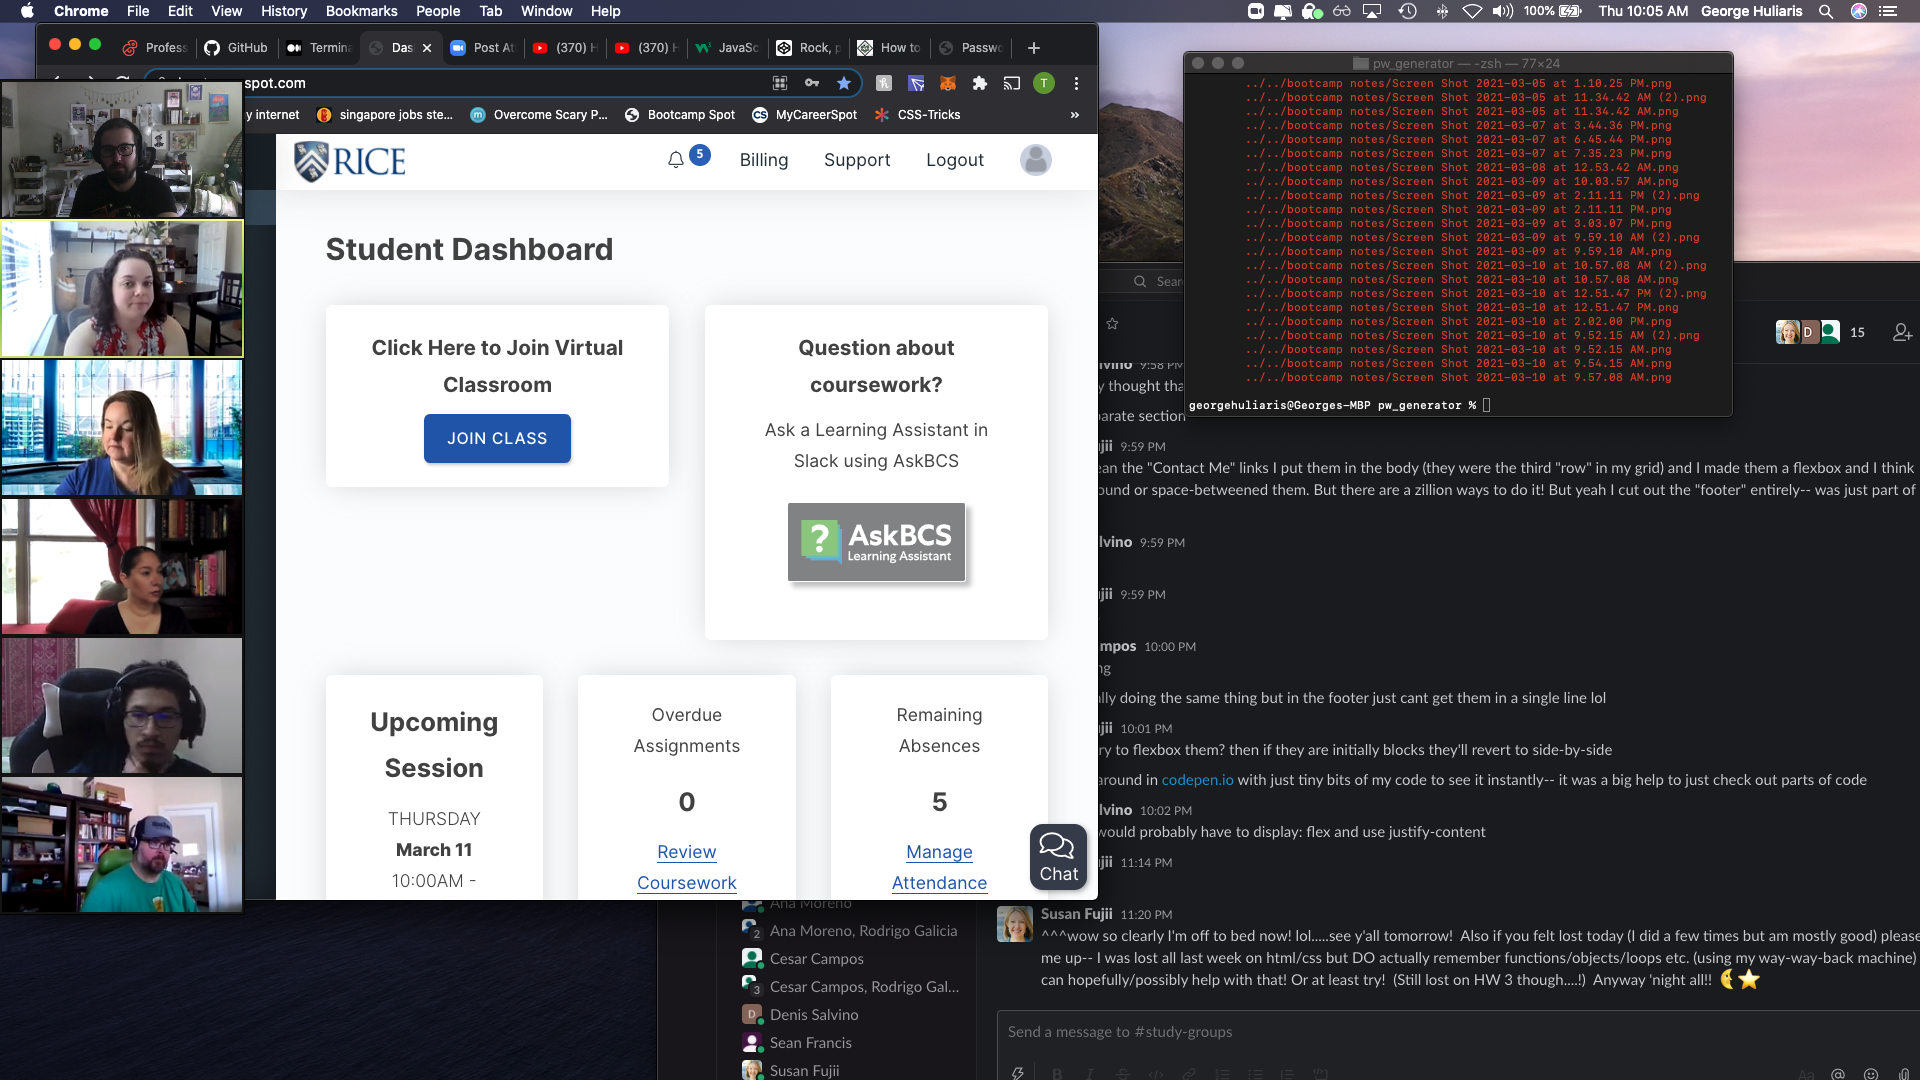 Chrome File Edit View History Bookmarks People Tab Window Help
100% Thu 10:05 AM George Huliaris
Profess GitHub Termin Das Post At (370) H (370) H JavaSc Rock, p How to Passwo
spot.com
y internet singapore jobs ste... Overcome Scary P... Bootcamp Spot MyCareerSpot CSS-Tricks »
RICE
5
Billing Support Logout
Student Dashboard
Click Here to Join Virtual
Classroom
JOIN CLASS
Question about
coursework?
Ask a Learning Assistant in
Slack using AskBCS
? AskBCS
Learning Assistant
Upcoming
Session
THURSDAY
March 11
10:00AM -
Overdue
Assignments
0
Review
Coursework
Remaining
Absences
5
Manage
Attendance
Chat
pw_generator — -zsh — 77×24
../../bootcamp notes/Screen Shot 2021-03-05 at 1.10.25 PM.png
../../bootcamp notes/Screen Shot 2021-03-05 at 11.34.42 AM (2).png
../../bootcamp notes/Screen Shot 2021-03-05 at 11.34.42 AM.png
../../bootcamp notes/Screen Shot 2021-03-07 at 3.44.36 PM.png
../../bootcamp notes/Screen Shot 2021-03-07 at 6.45.44 PM.png
../../bootcamp notes/Screen Shot 2021-03-07 at 7.35.23 PM.png
../../bootcamp notes/Screen Shot 2021-03-08 at 12.53.42 AM.png
../../bootcamp notes/Screen Shot 2021-03-09 at 10.03.57 AM.png
../../bootcamp notes/Screen Shot 2021-03-09 at 2.11.11 PM (2).png
../../bootcamp notes/Screen Shot 2021-03-09 at 2.11.11 PM.png
../../bootcamp notes/Screen Shot 2021-03-09 at 3.03.07 PM.png
../../bootcamp notes/Screen Shot 2021-03-09 at 9.59.10 AM (2).png
../../bootcamp notes/Screen Shot 2021-03-09 at 9.59.10 AM.png
../../bootcamp notes/Screen Shot 2021-03-10 at 10.57.08 AM (2).png
../../bootcamp notes/Screen Shot 2021-03-10 at 10.57.08 AM.png
../../bootcamp notes/Screen Shot 2021-03-10 at 12.51.47 PM (2).png
../../bootcamp notes/Screen Shot 2021-03-10 at 12.51.47 PM.png
../../bootcamp notes/Screen Shot 2021-03-10 at 2.02.00 PM.png
../../bootcamp notes/Screen Shot 2021-03-10 at 9.52.15 AM (2).png
../../bootcamp notes/Screen Shot 2021-03-10 at 9.52.15 AM.png
../../bootcamp notes/Screen Shot 2021-03-10 at 9.54.15 AM.png
../../bootcamp notes/Screen Shot 2021-03-10 at 9.57.08 AM.png
georgehuliaris@Georges-MBP pw_generator %
Sear
D 15
lvino 9:58 PM
y thought tha
parate section
ijii 9:59 PM
ean the "Contact Me" links I put them in the body (they were the third "row" in my grid) and I made them a flexbox and I think
ound or space-betweened them. But there are a zillion ways to do it! But yeah I cut out the "footer" entirely-- was just part of
lvino 9:59 PM
ijii 9:59 PM
mpos 10:00 PM
ng
lly doing the same thing but in the footer just cant get them in a single line lol
ijii 10:01 PM
ry to flexbox them? then if they are initially blocks they'll revert to side-by-side
around in codepen.io with just tiny bits of my code to see it instantly-- it was a big help to just check out parts of code
lvino 10:02 PM
would probably have to display: flex and use justify-content
ijii 11:14 PM
Susan Fujii 11:20 PM
^^^wow so clearly I'm off to bed now! lol.....see y'all tomorrow! Also if you felt lost today (I did a few times but am mostly good) please
me up-- I was lost all last week on html/css but DO actually remember functions/objects/loops etc. (using my way-way-back machine)
can hopefully/possibly help with that! Or at least try! (Still lost on HW 3 though....!) Anyway 'night all!!
Send a message to #study-groups
Ana Moreno
2 Ana Moreno, Rodrigo Galicia
Cesar Campos
3 Cesar Campos, Rodrigo Gal...
D Denis Salvino
Sean Francis
Susan Fujii